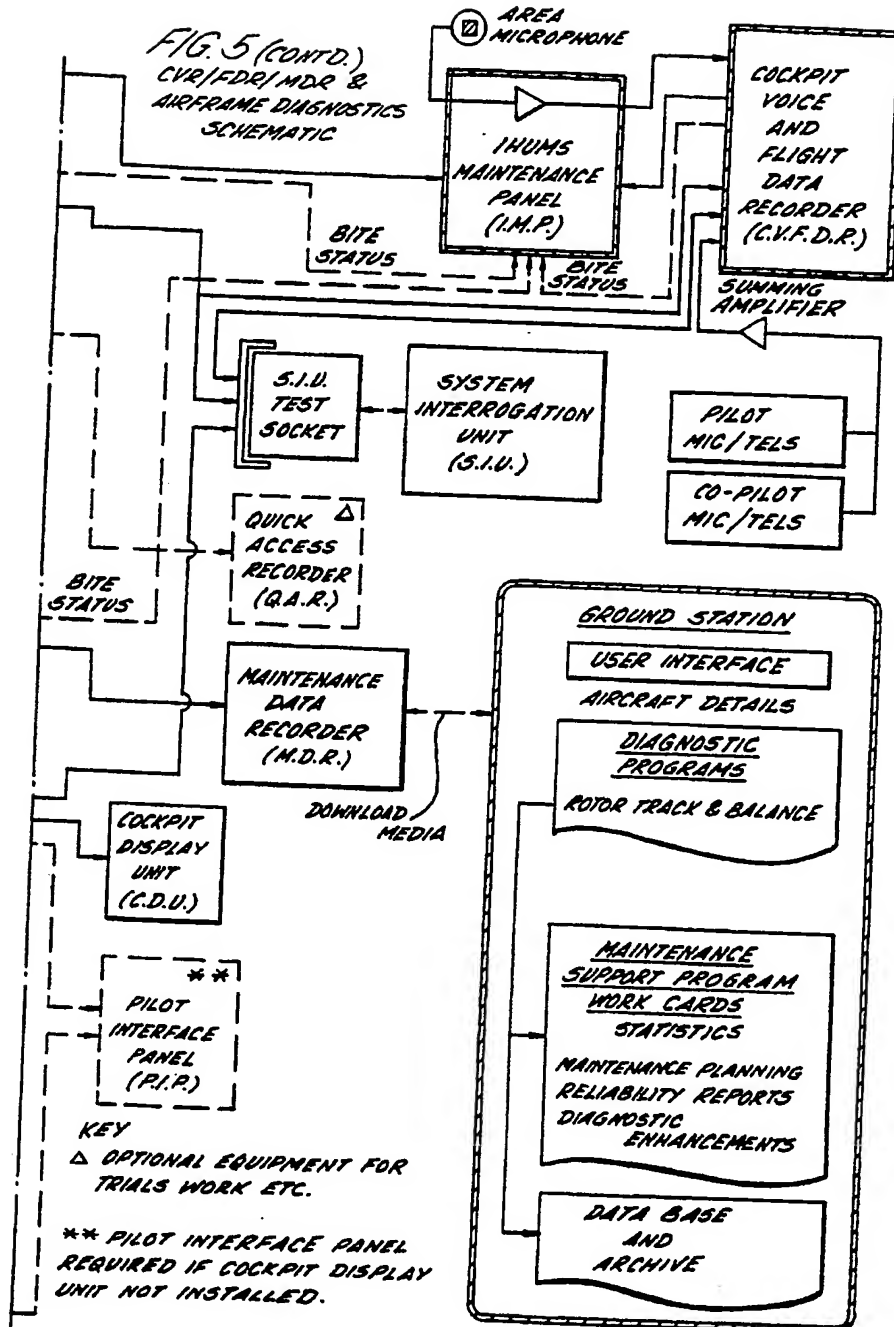 FIG. 5 (CONTD.)
CVR/FDR/MDR &
AIRFRAME DIAGNOSTICS
SCHEMATIC
AREA
MICROPHONE
IHUMS
MAINTENANCE
PANEL
(I.M.P.)
COCKPIT
VOICE
AND
FLIGHT
DATA
RECORDER
(C.V.F.D.R.)
BITE
STATUS
BITE
STATUS
SUMMING
AMPLIFIER
S.I.U.
TEST
SOCKET
SYSTEM
INTERROGATION
UNIT
(S.I.U.)
PILOT
MIC/TELS
CO-PILOT
MIC/TELS
QUICK Δ
ACCESS
RECORDER
(Q.A.R.)
BITE
STATUS
MAINTENANCE
DATA
RECORDER
(M.D.R.)
DOWNLOAD
MEDIA
COCKPIT
DISPLAY
UNIT
(C.D.U.)
**
PILOT
INTERFACE
PANEL
(P.I.P.)
KEY
Δ OPTIONAL EQUIPMENT FOR
TRIALS WORK ETC.
** PILOT INTERFACE PANEL
REQUIRED IF COCKPIT DISPLAY
UNIT NOT INSTALLED.
GROUND STATION
USER INTERFACE
AIRCRAFT DETAILS
DIAGNOSTIC
PROGRAMS
ROTOR TRACK & BALANCE
MAINTENANCE
SUPPORT PROGRAM
WORK CARDS
STATISTICS
MAINTENANCE PLANNING
RELIABILITY REPORTS
DIAGNOSTIC
ENHANCEMENTS
DATA BASE
AND
ARCHIVE